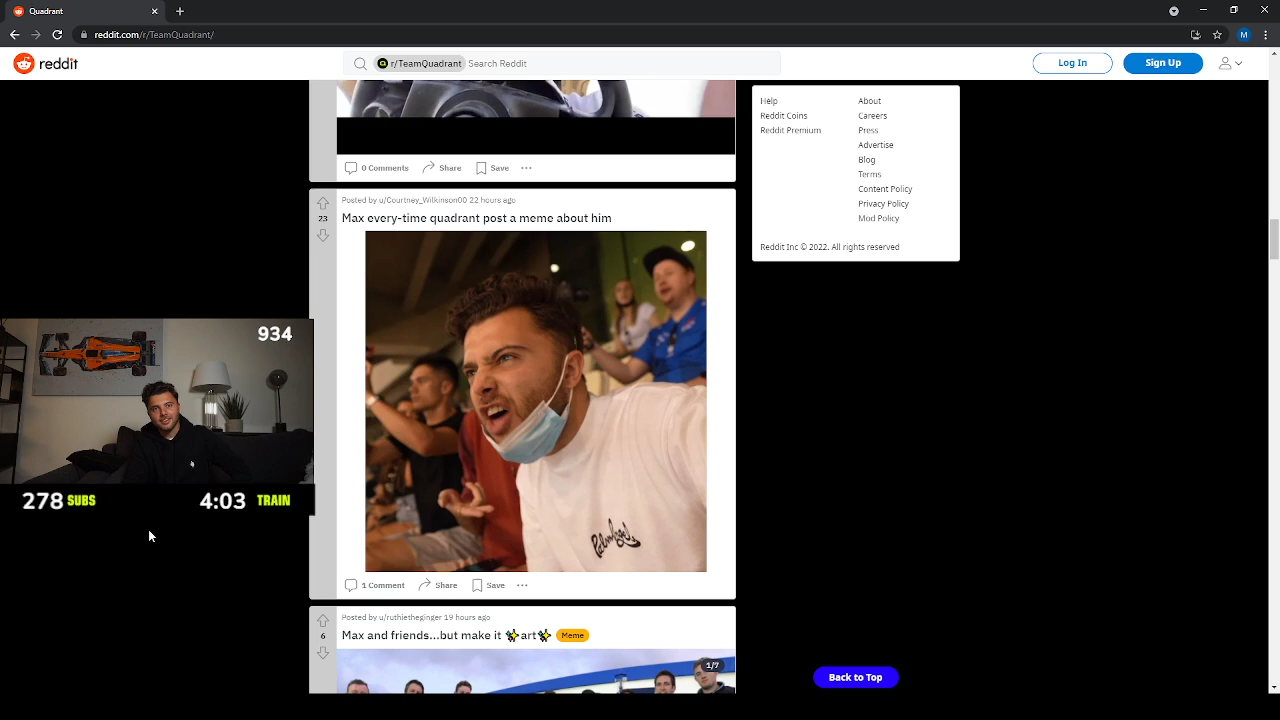 Quadrant
reddit.com/r/TeamQuadrant/
M
reddit
r/TeamQuadrant Search Reddit
Log In
Sign Up
Help
About
Reddit Coins
Careers
Reddit Premium
Press
Advertise
Blog
Terms
Content Policy
Privacy Policy
Mod Policy
Reddit Inc © 2022. All rights reserved
0 Comments Share Save
Posted by u/Courtney_Wilkinson00 22 hours ago
23
Max every-time quadrant post a meme about him
934
278 SUBS 4:03 TRAIN
Palm Angels
1 Comment Share Save
Posted by u/ruthietheginger 19 hours ago
6
Max and friends...but make it ✨art✨ Meme
1/7
Back to Top